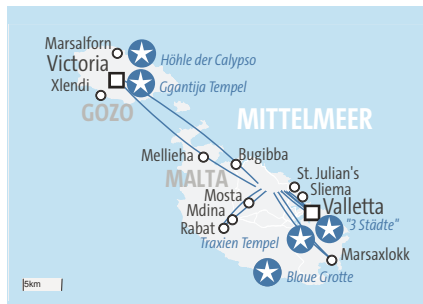 Marsalforn
Höhle der Calypso
Victoria
Xlendi
Ggantija Tempel
GOZO
MITTELMEER
Mellieha
Bugibba
MALTA
St. Julian's
Sliema
Mosta
Valletta
Mdina
"3 Städte"
Rabat
Traxien Tempel
Marsaxlokk
Blaue Grotte
5km